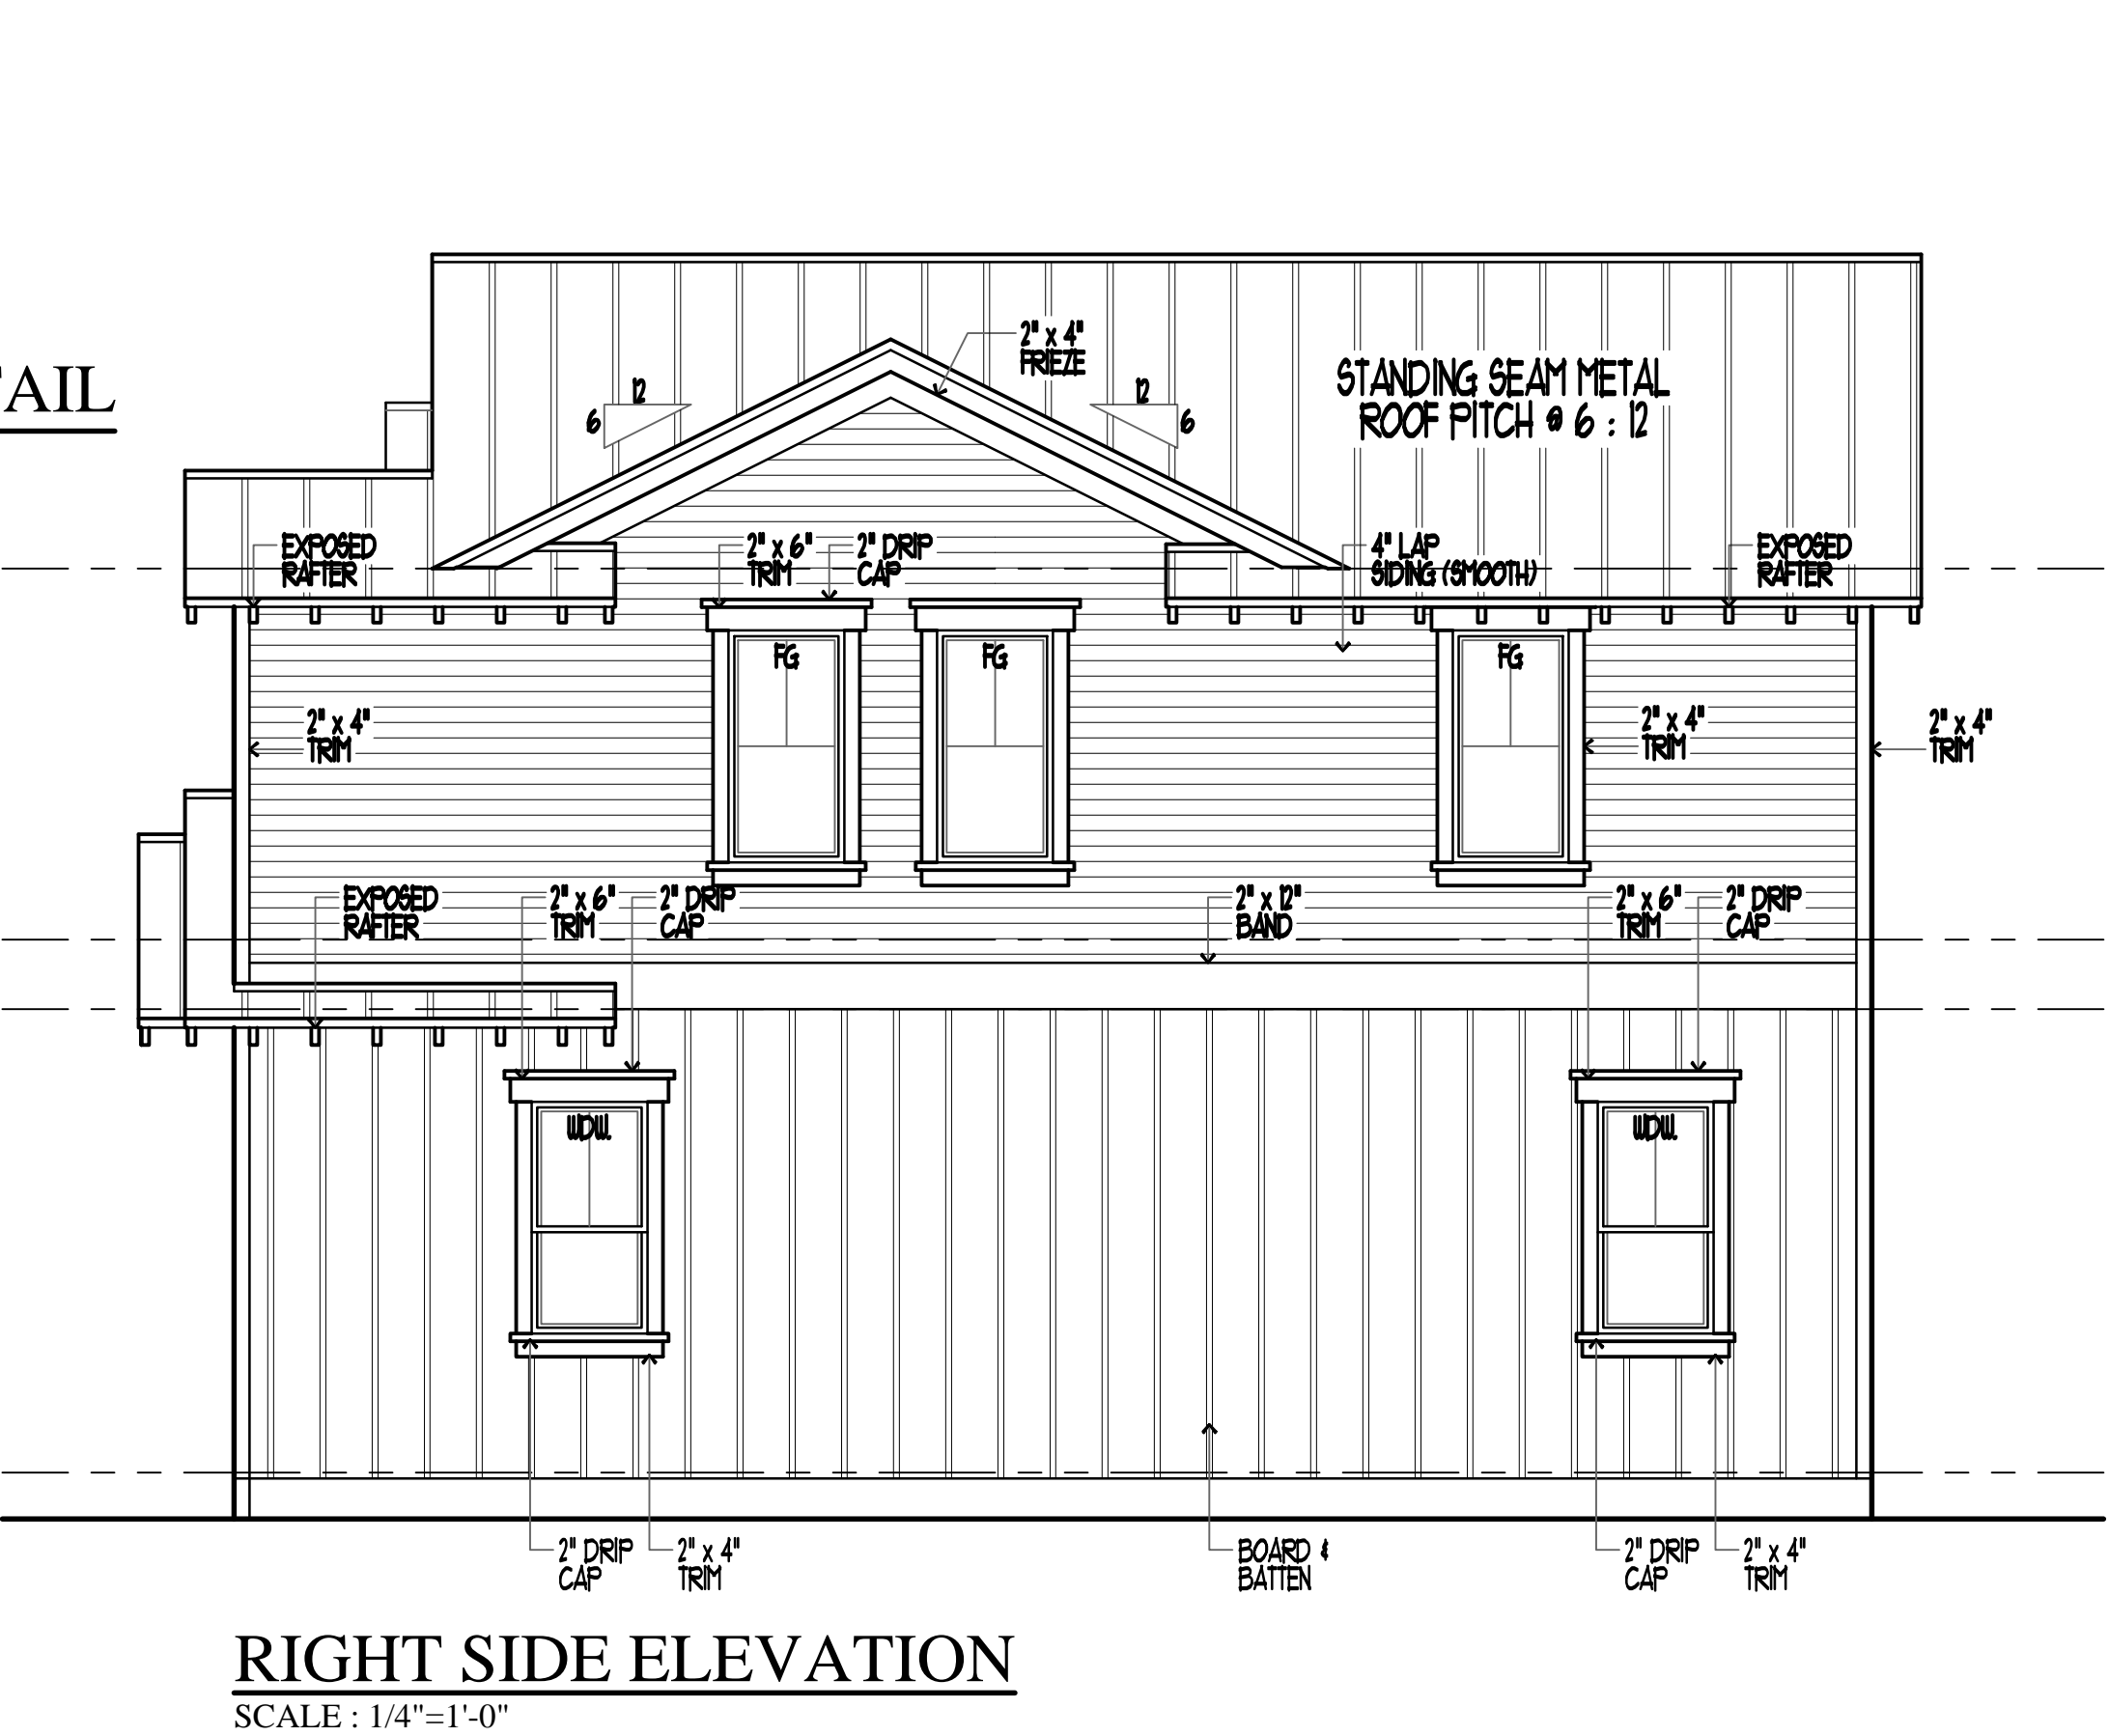 AIL
2" x 4"
FRIEZE
STANDING SEAM METAL
ROOF PITCH @ 6 : 12
12
6
12
6
EXPOSED
RAFTER
2" x 6"
TRIM
2" DRIP
CAP
4" LAP
SIDING (SMOOTH)
EXPOSED
RAFTER
FG.
FG.
FG.
2" x 4"
TRIM
2" x 4"
TRIM
2" x 4"
TRIM
EXPOSED
RAFTER
2" x 6"
TRIM
2" DRIP
CAP
2" x 12"
BAND
2" x 6"
TRIM
2" DRIP
CAP
WDW.
WDW.
2" DRIP
CAP
2" x 4"
TRIM
BOARD &
BATTEN
2" DRIP
CAP
2" x 4"
TRIM
RIGHT SIDE ELEVATION
SCALE : 1/4"=1'-0"